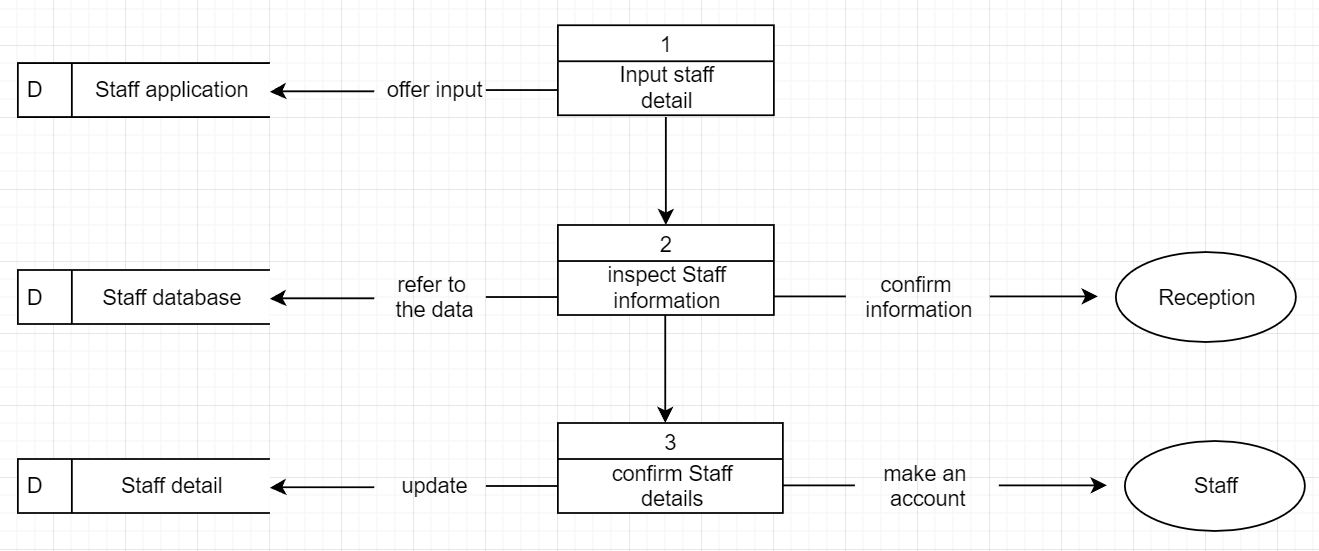 1
Input staff
detail
D
Staff application
offer input
2
inspect Staff
information
D
Staff database
refer to
the data
confirm
information
Reception
3
confirm Staff
details
D
Staff detail
update
make an
account
Staff